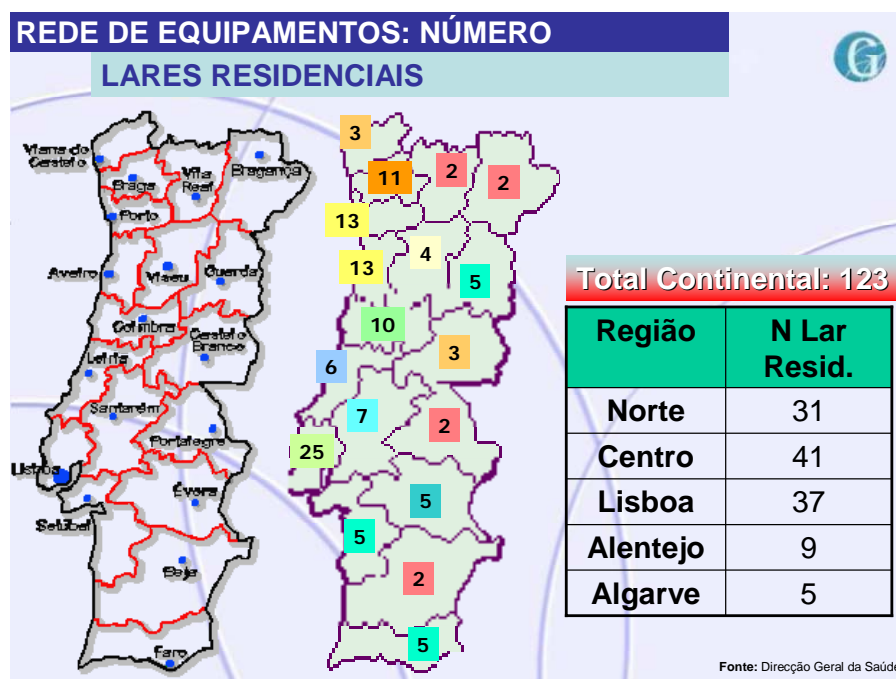 REDE DE EQUIPAMENTOS: NÚMERO
LARES RESIDENCIAIS
G
Viana do
Castelo
Braga
Vila
Real
Bragança
Porto
Aveiro
Viseu
Guarda
Coimbra
Castelo
Branco
Leiria
Santarém
Portalegre
Lisboa
Évora
Setúbal
Beja
Faro
3
11
2
2
13
4
13
5
10
3
6
7
2
25
5
5
2
5
Total Continental: 123
Região N Lar
Resid.
Norte 31
Centro 41
Lisboa 37
Alentejo 9
Algarve 5
Fonte: Direcção Geral da Saúde